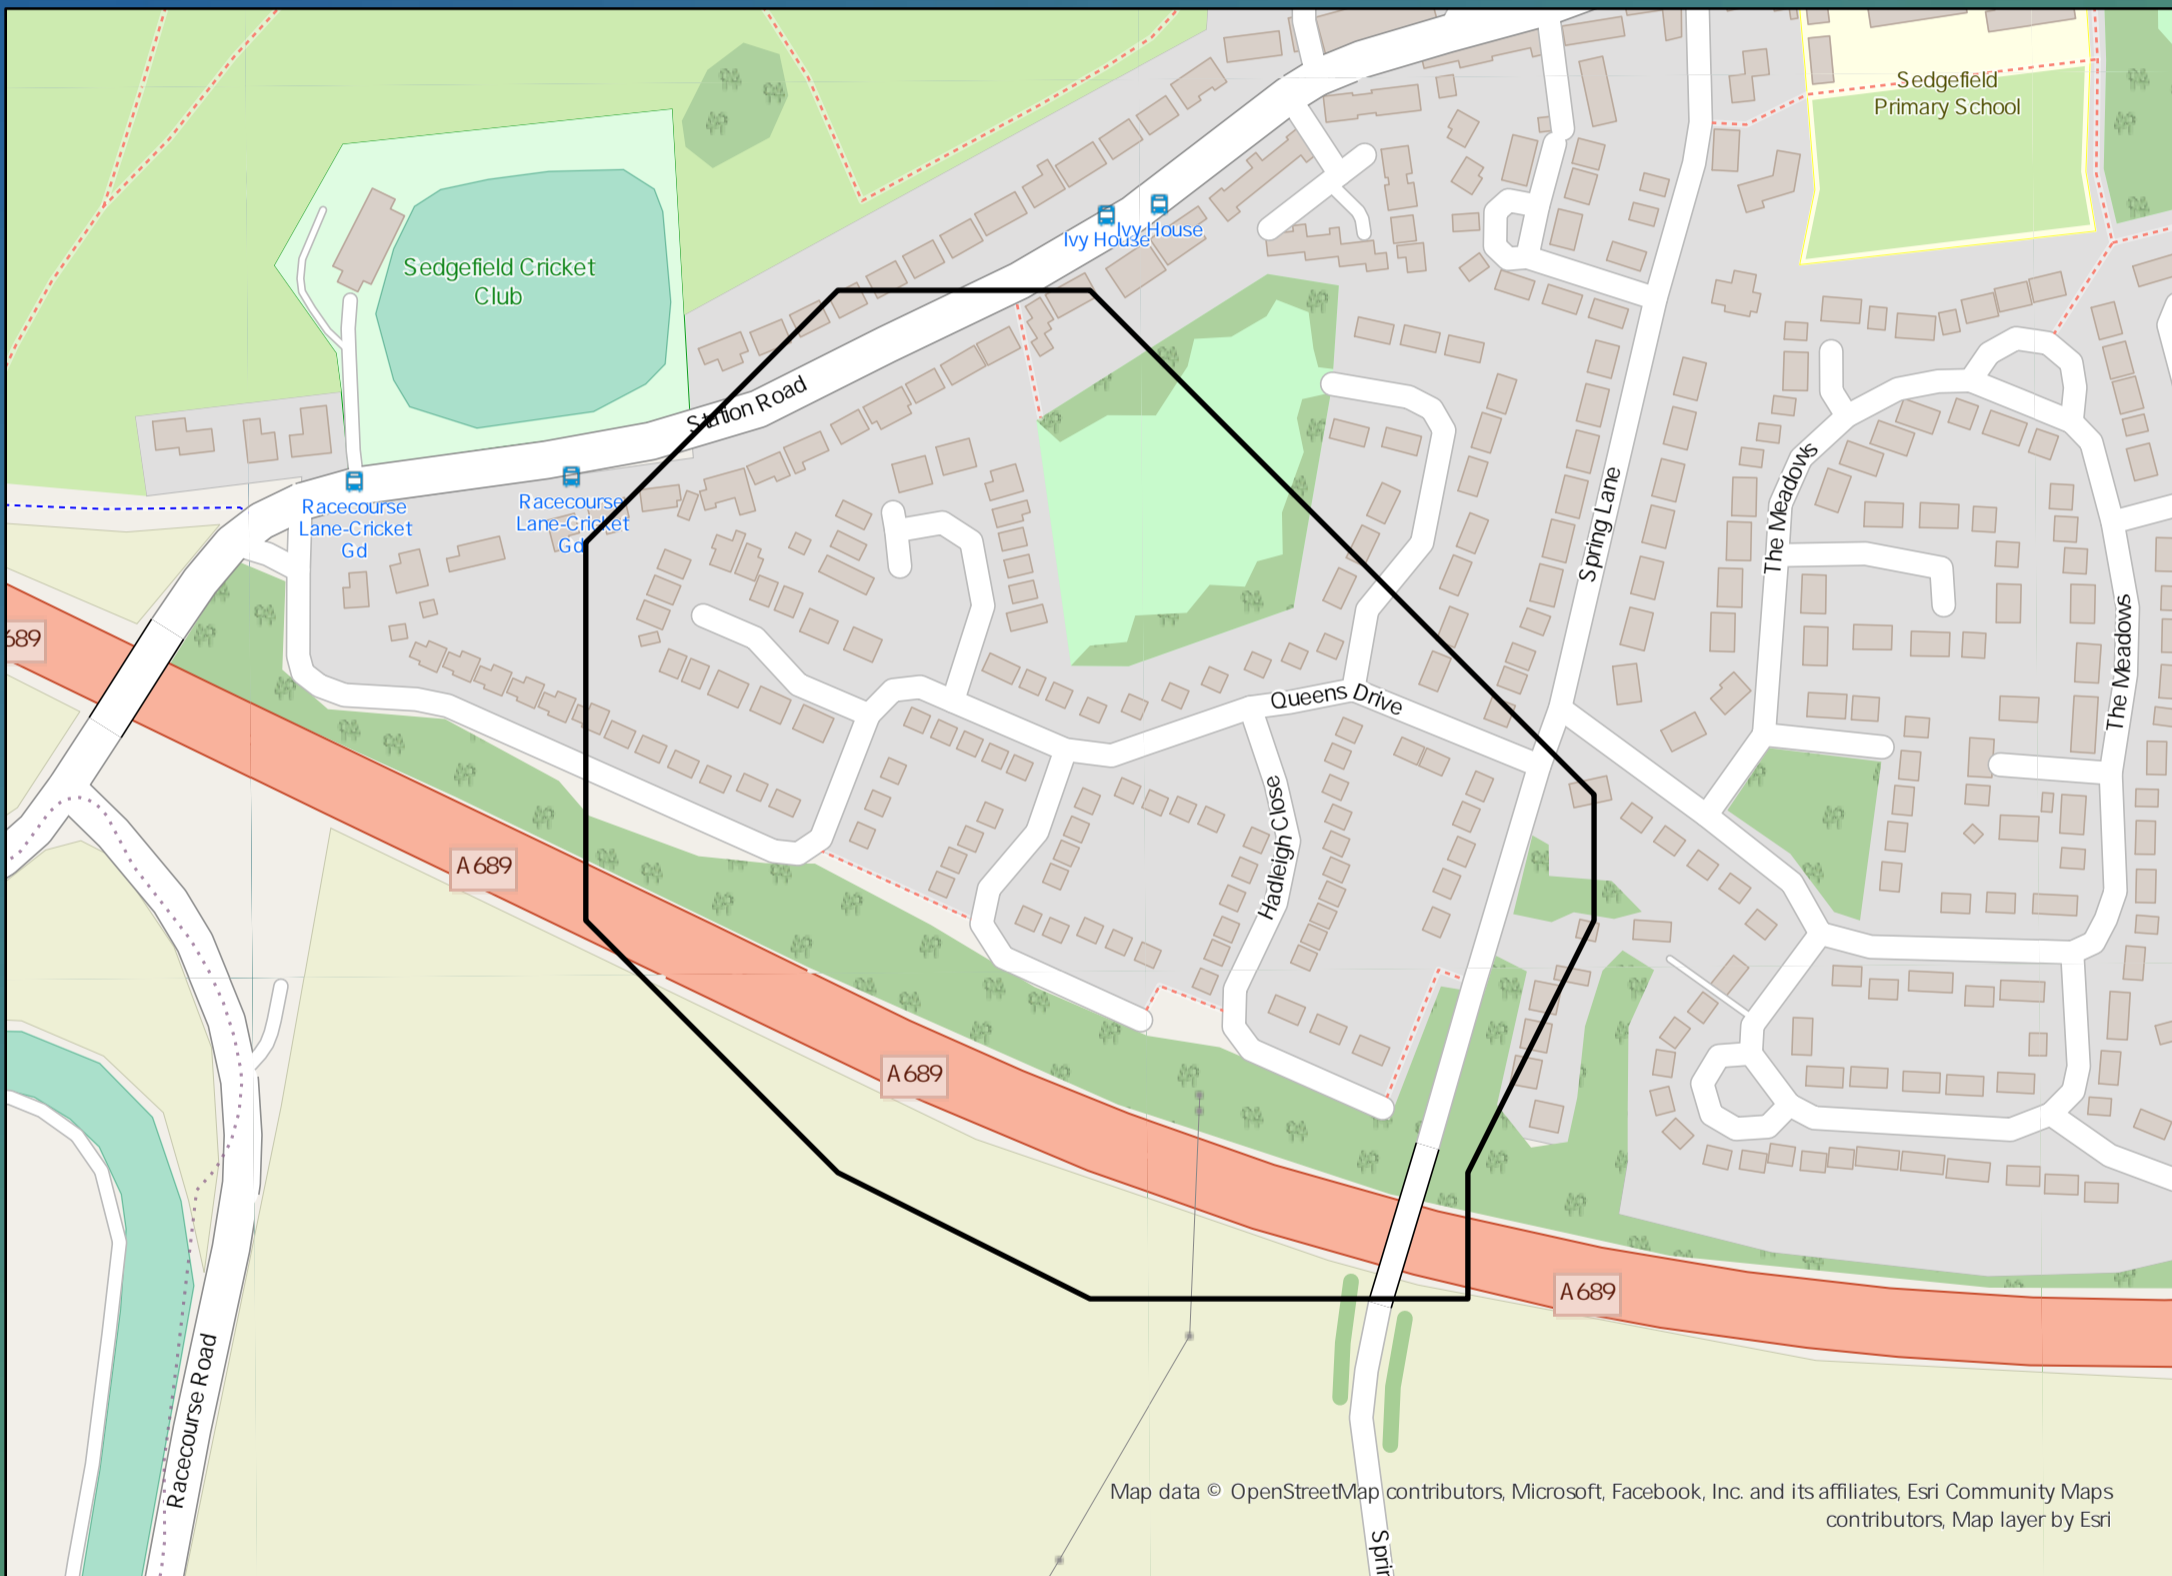 Sedgefield
Primary School
Ivy House
Ivy House
Sedgefield Cricket
Club
Station Road
Racecourse
Lane-Cricket
Gd
Racecourse
Lane-Cricket
Gd
Spring Lane
The Meadows
The Meadows
689
Queens Drive
Hadleigh Close
A689
A689
A689
Racecourse Road
Map data © OpenStreetMap contributors, Microsoft, Facebook, Inc. and its affiliates, Esri Community Maps
contributors, Map layer by Esri
Sprin